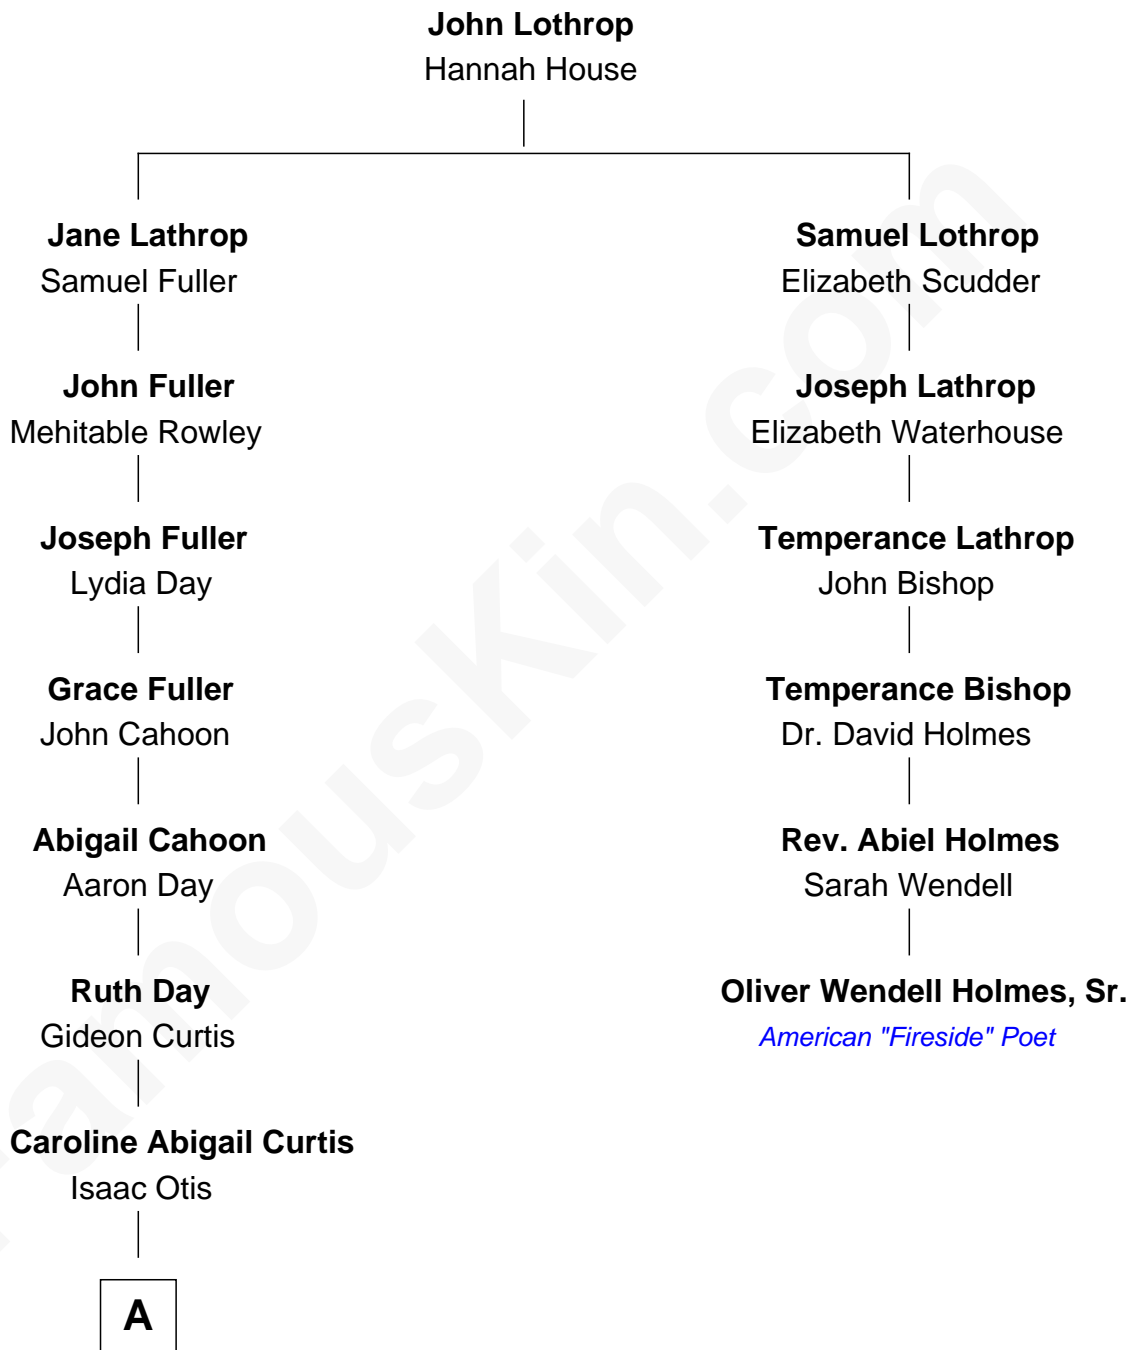 John Lothrop
Hannah House
Jane Lathrop
Samuel Fuller
John Fuller
Mehitable Rowley
Joseph Fuller
Lydia Day
Grace Fuller
John Cahoon
Abigail Cahoon
Aaron Day
Ruth Day
Gideon Curtis
Caroline Abigail Curtis
Isaac Otis
A
Samuel Lothrop
Elizabeth Scudder
Joseph Lathrop
Elizabeth Waterhouse
Temperance Lathrop
John Bishop
Temperance Bishop
Dr. David Holmes
Rev. Abiel Holmes
Sarah Wendell
Oliver Wendell Holmes, Sr.
American "Fireside" Poet
FamousKin.com